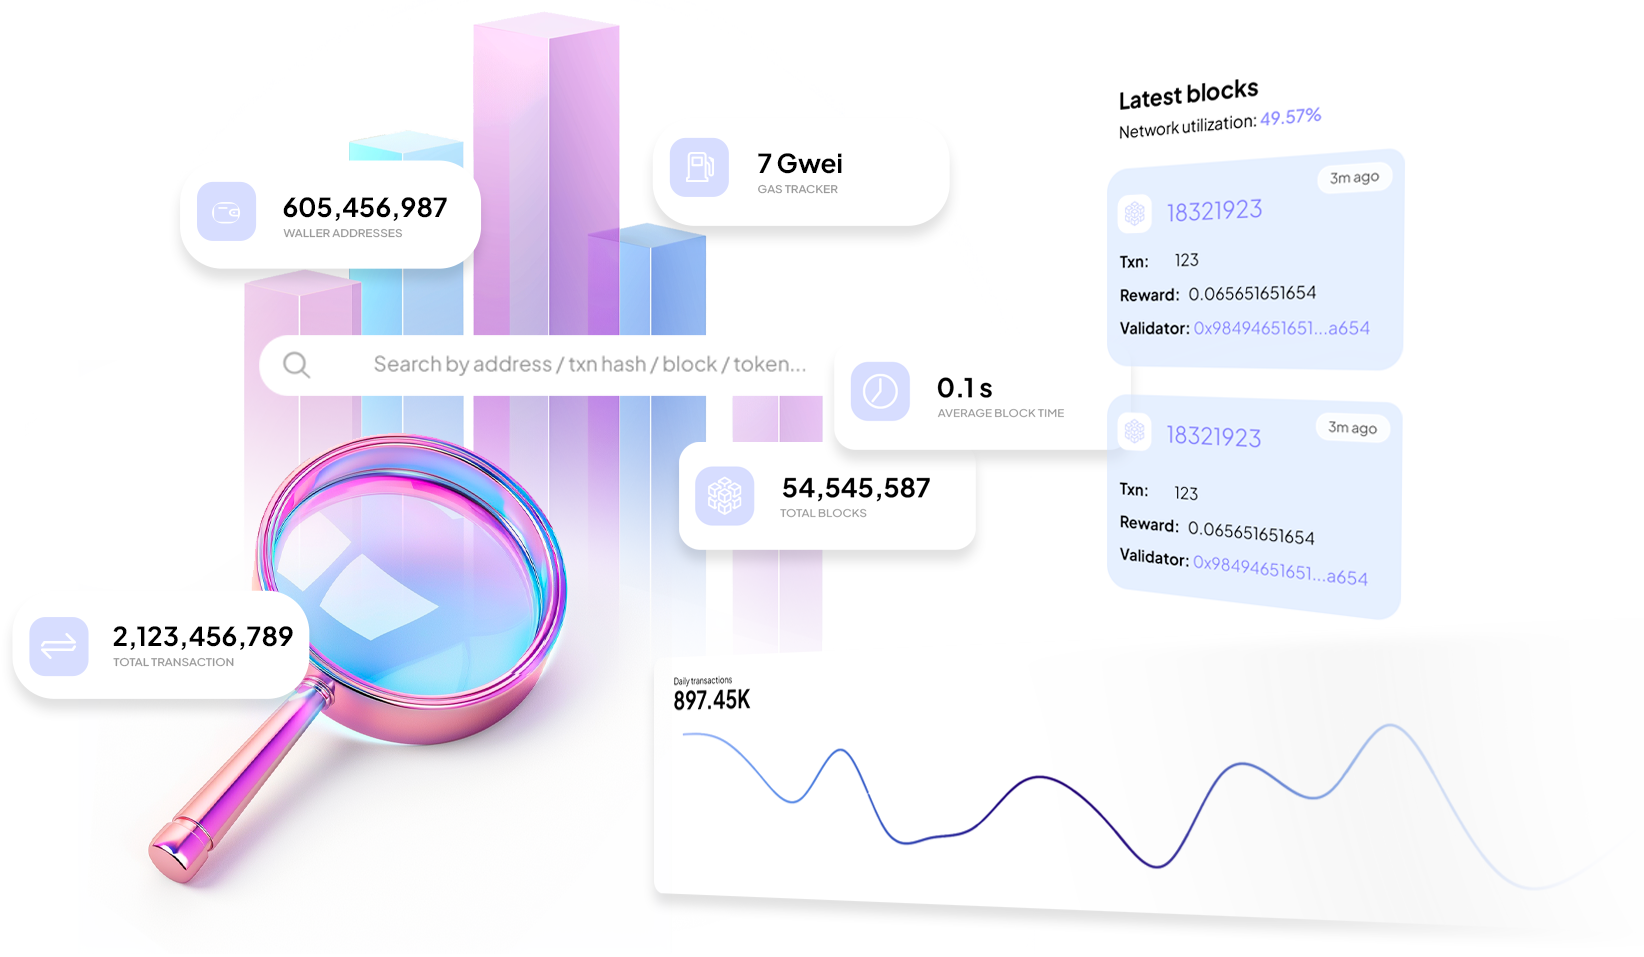 605,456,987
WALLER ADDRESSES
7 Gwei
GAS TRACKER
Search by address / txn hash / block / token...
0.1 s
AVERAGE BLOCK TIME
54,545,587
TOTAL BLOCKS
2,123,456,789
TOTAL TRANSACTION
Latest blocks
Network utilization: 49.57%
3m ago
18321923
Txn: 123
Reward: 0.065651651654
Validator: 0x98494651651...a654
3m ago
18321923
Txn: 123
Reward: 0.065651651654
Validator: 0x98494651651...a654
Daily transactions
897.45K